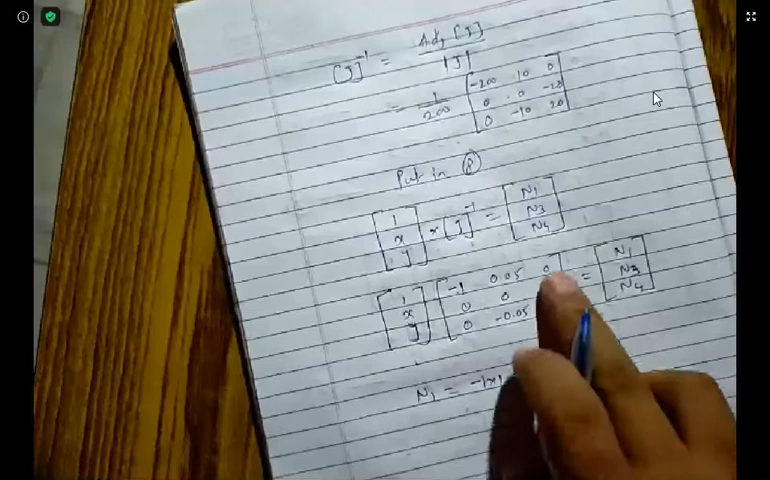 [J]⁻¹ = Adj [J] / |J|
= 1/200 [-200 10 0
0 0 -20
0 -10 20]
Put in (8)
[1 x y] × [J]⁻¹ = [N₁ N₃ N₄]
[1 x y] [-1 0.05 0
0 0
0 -0.05] = [N₁ N₃ N₄]
N₁ = -1×1